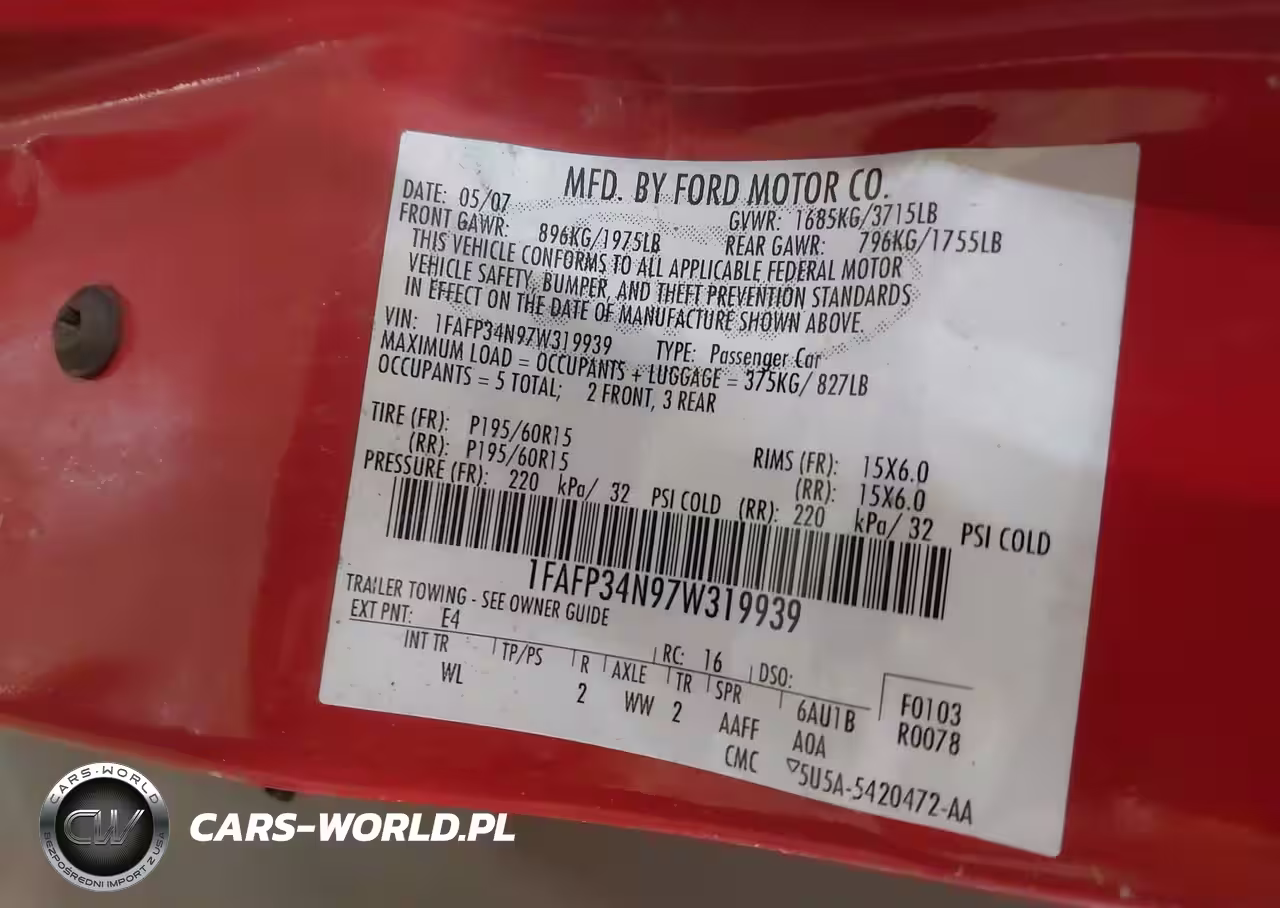 MFD. BY FORD MOTOR CO.
DATE: 05/07 GVWR: 1685KG/3715LB
FRONT GAWR: 896KG/1975LB REAR GAWR: 796KG/1755LB
THIS VEHICLE CONFORMS TO ALL APPLICABLE FEDERAL MOTOR
VEHICLE SAFETY, BUMPER, AND THEFT PREVENTION STANDARDS
IN EFFECT ON THE DATE OF MANUFACTURE SHOWN ABOVE.
VIN: 1FAFP34N97W319939 TYPE: Passenger Car
MAXIMUM LOAD = OCCUPANTS + LUGGAGE = 375KG/ 827LB
OCCUPANTS = 5 TOTAL; 2 FRONT, 3 REAR
TIRE (FR): P195/60R15 RIMS (FR): 15X6.0
(RR): P195/60R15 (RR): 15X6.0
PRESSURE (FR): 220 kPa/ 32 PSI COLD (RR): 220 kPa/ 32 PSI COLD
1FAFP34N97W319939
TRAILER TOWING - SEE OWNER GUIDE
EXT PNT: E4 RC: 16 DSO:
INT TR TP/PS R AXLE TR SPR
WL 2 WW 2 AAFF 6AU1B F0103
CMC A0A R0078
5U5A-5420472-AA
CARS-WORLD
CW
BEZPOŚREDNI IMPORT Z USA
CARS-WORLD.PL